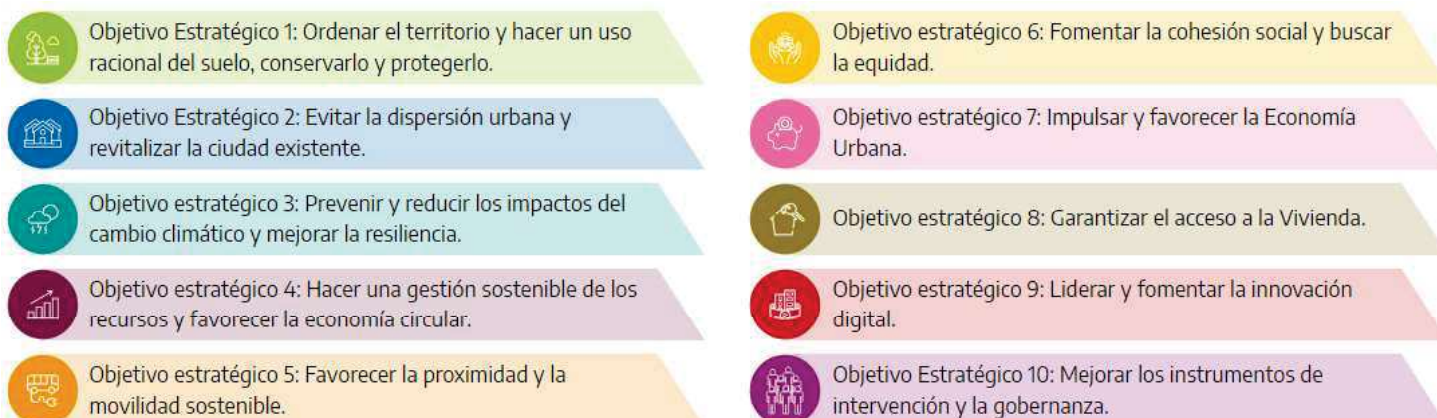 Objetivo Estratégico 1: Ordenar el territorio y hacer un uso
racional del suelo, conservarlo y protegerlo.
Objetivo Estratégico 2: Evitar la dispersión urbana y
revitalizar la ciudad existente.
Objetivo estratégico 3: Prevenir y reducir los impactos del
cambio climático y mejorar la resiliencia.
Objetivo estratégico 4: Hacer una gestión sostenible de los
recursos y favorecer la economía circular.
Objetivo estratégico 5: Favorecer la proximidad y la
movilidad sostenible.
Objetivo estratégico 6: Fomentar la cohesión social y buscar
la equidad.
Objetivo estratégico 7: Impulsar y favorecer la Economía
Urbana.
Objetivo estratégico 8: Garantizar el acceso a la Vivienda.
Objetivo estratégico 9: Liderar y fomentar la innovación
digital.
Objetivo Estratégico 10: Mejorar los instrumentos de
intervención y la gobernanza.